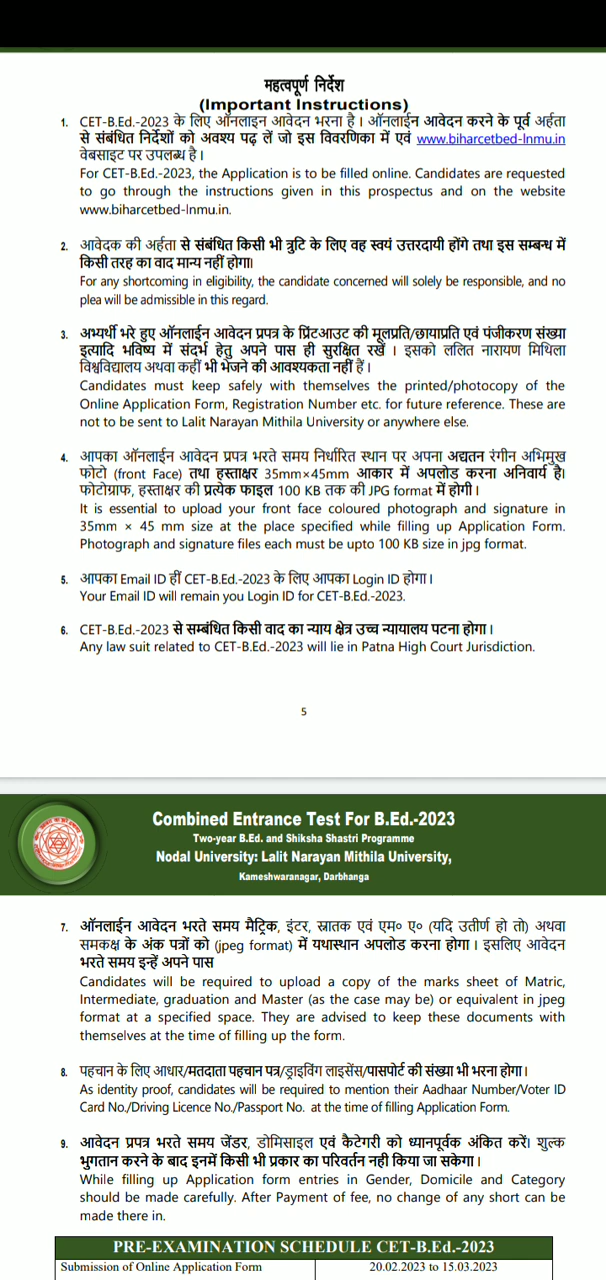 महत्वपूर्ण निर्देश
(Important Instructions)
1. CET-B.Ed.-2023 के लिए ऑनलाइन आवेदन भरना है। ऑनलाईन आवेदन करने के पूर्व अर्हता
से संबंधित निर्देशों को अवश्य पढ़ लें जो इस विवरणिका में एवं www.biharcetbed-lnmu.in
वेबसाइट पर उपलब्ध है।
For CET-B.Ed.-2023, the Application is to be filled online. Candidates are requested
to go through the instructions given in this prospectus and on the website
www.biharcetbed-lnmu.in.
2. आवेदक की अर्हता से संबंधित किसी भी त्रुटि के लिए वह स्वयं उत्तरदायी होंगे तथा इस सम्बन्ध में
किसी तरह का वाद मान्य नहीं होगा।
For any shortcoming in eligibility, the candidate concerned will solely be responsible, and no
plea will be admissible in this regard.
3. अभ्यर्थी भरे हुए ऑनलाईन आवेदन प्रपत्र के प्रिंटआउट की मूलप्रति/छायाप्रति एवं पंजीकरण संख्या
इत्यादि भविष्य में संदर्भ हेतु अपने पास ही सुरक्षित रखें। इसको ललित नारायण मिथिला
विश्वविद्यालय अथवा कहीं भी भेजने की आवश्यकता नहीं हैं।
Candidates must keep safely with themselves the printed/photocopy of the
Online Application Form, Registration Number etc. for future reference. These are
not to be sent to Lalit Narayan Mithila University or anywhere else.
4. आपका ऑनलाईन आवेदन प्रपत्र भरते समय निर्धारित स्थान पर अपना अद्यतन रंगीन अभिमुख
फोटो (front Face) तथा हस्ताक्षर 35mm×45mm आकार में अपलोड करना अनिवार्य है।
फोटोग्राफ, हस्ताक्षर की प्रत्येक फाइल 100 KB तक की JPG format में होगी।
It is essential to upload your front face coloured photograph and signature in
35mm × 45 mm size at the place specified while filling up Application Form.
Photograph and signature files each must be upto 100 KB size in jpg format.
5. आपका Email ID हीं CET-B.Ed.-2023 के लिए आपका Login ID होगा।
Your Email ID will remain you Login ID for CET-B.Ed.-2023.
6. CET-B.Ed.-2023 से सम्बंधित किसी वाद का न्याय क्षेत्र उच्च न्यायालय पटना होगा।
Any law suit related to CET-B.Ed.-2023 will lie in Patna High Court Jurisdiction.
5
Combined Entrance Test For B.Ed.-2023
Two-year B.Ed. and Shiksha Shastri Programme
Nodal University: Lalit Narayan Mithila University,
Kameshwaranagar, Darbhanga
7. ऑनलाईन आवेदन भरते समय मैट्रिक, इंटर, स्नातक एवं एम० ए० (यदि उतीर्ण हो तो) अथवा
समकक्ष के अंक पत्रों को (jpeg format) में यथास्थान अपलोड करना होगा। इसलिए आवेदन
भरते समय इन्हें अपने पास
Candidates will be required to upload a copy of the marks sheet of Matric,
Intermediate, graduation and Master (as the case may be) or equivalent in jpeg
format at a specified space. They are advised to keep these documents with
themselves at the time of filling up the form.
8. पहचान के लिए आधार/मतदाता पहचान पत्र/ड्राइविंग लाइसेंस/पासपोर्ट की संख्या भी भरना होगा।
As identity proof, candidates will be required to mention their Aadhaar Number/Voter ID
Card No./Driving Licence No./Passport No. at the time of filling Application Form.
9. आवेदन प्रपत्र भरते समय जेंडर, डोमिसाइल एवं कैटेगरी को ध्यानपूर्वक अंकित करें। शुल्क
भुगतान करने के बाद इनमें किसी भी प्रकार का परिवर्तन नही किया जा सकेगा।
While filling up Application form entries in Gender, Domicile and Category
should be made carefully. After Payment of fee, no change of any short can be
made there in.
PRE-EXAMINATION SCHEDULE CET-B.Ed.-2023
Submission of Online Application Form 20.02.2023 to 15.03.2023